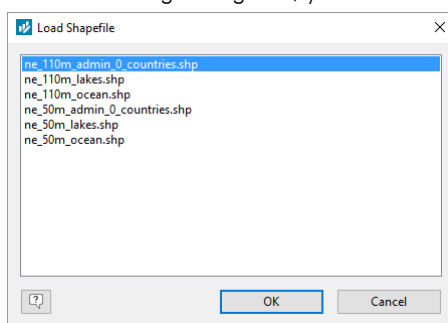 Load Shapefile
ne_110m_admin_0_countries.shp
ne_110m_lakes.shp
ne_110m_ocean.shp
ne_50m_admin_0_countries.shp
ne_50m_lakes.shp
ne_50m_ocean.shp
OK Cancel